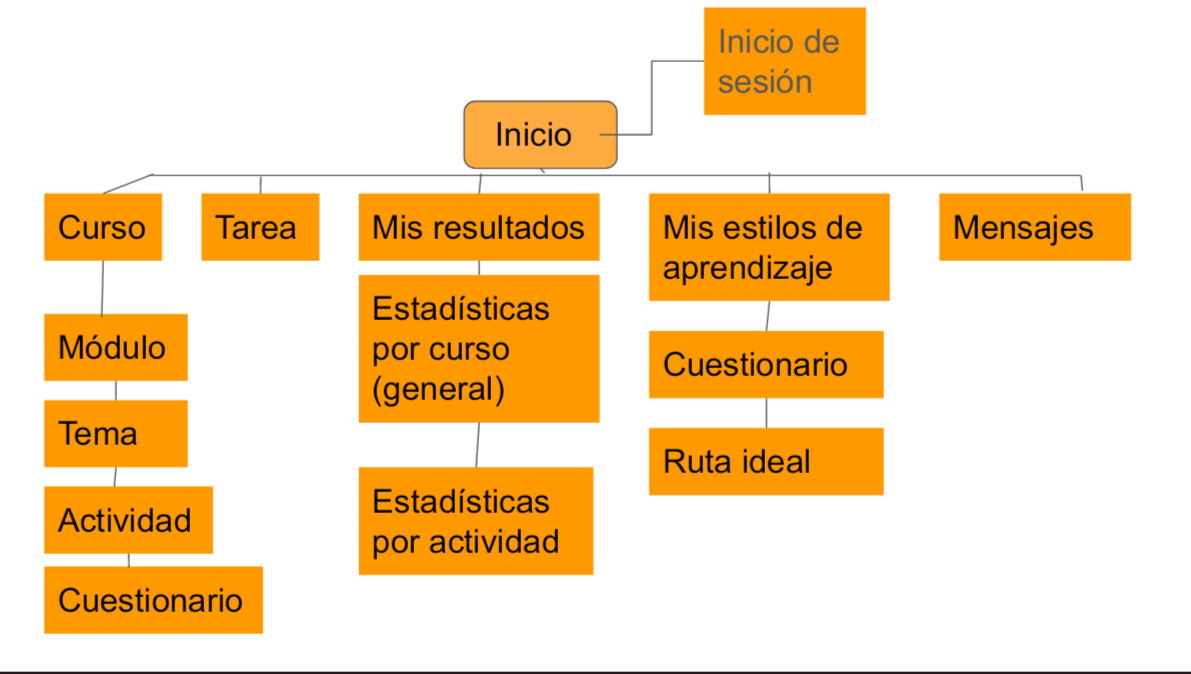 Inicio de
sesión
Inicio
Curso
Tarea
Mis resultados
Mis estilos de
aprendizaje
Mensajes
Módulo
Tema
Actividad
Cuestionario
Estadísticas
por curso
(general)
Estadísticas
por actividad
Cuestionario
Ruta ideal